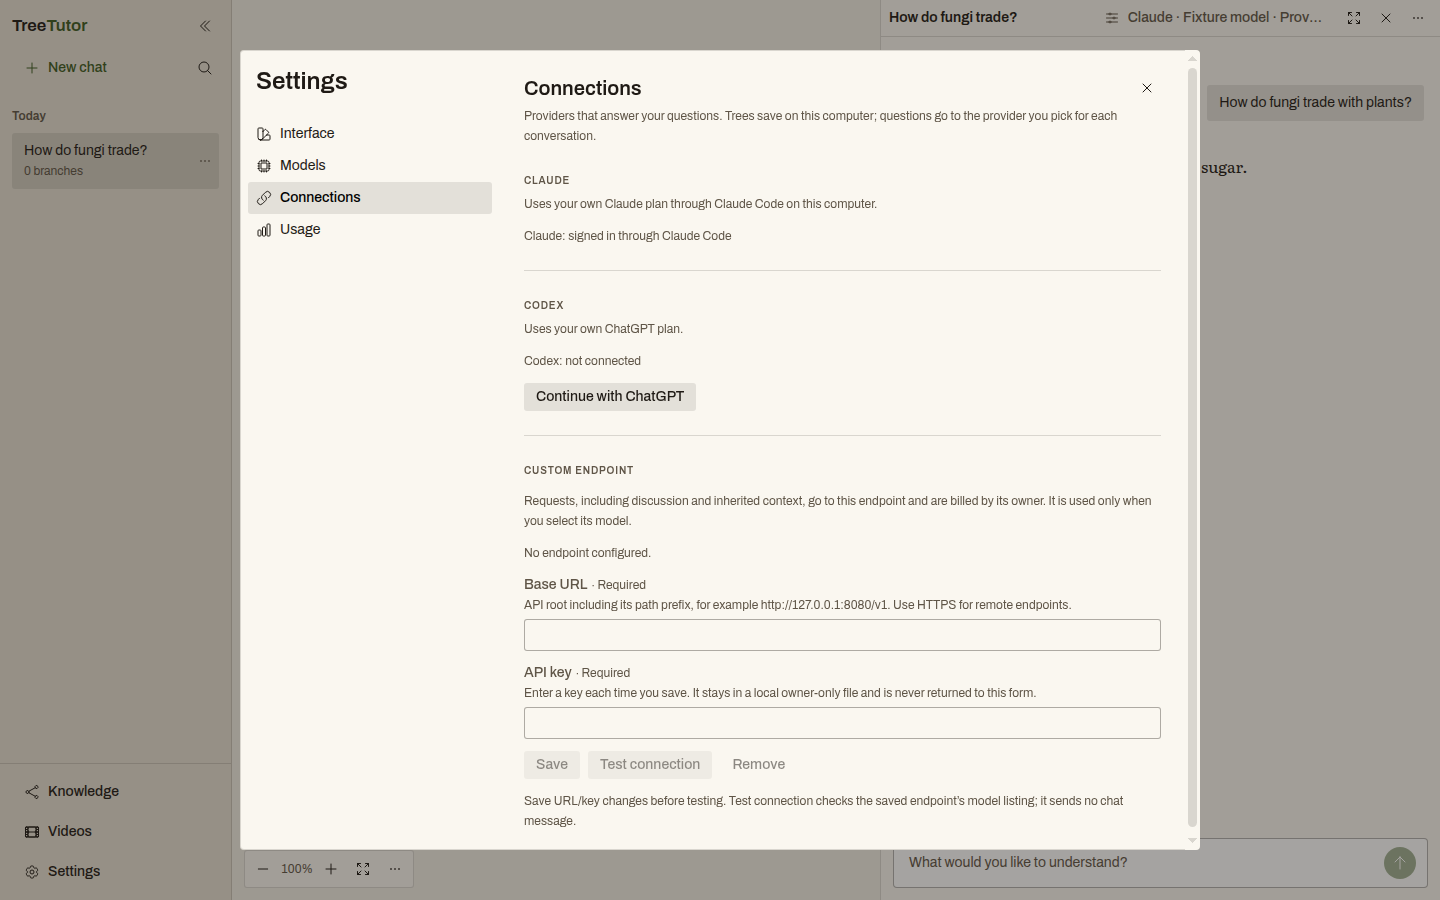 TreeTutor
New chat
Today
How do fungi trade?
0 branches
Knowledge
Videos
Settings
Settings
Interface
Models
Connections
Usage
Connections
Providers that answer your questions. Trees save on this computer; questions go to the provider you pick for each
conversation.
CLAUDE
Uses your own Claude plan through Claude Code on this computer.
Claude: signed in through Claude Code
CODEX
Uses your own ChatGPT plan.
Codex: not connected
Continue with ChatGPT
CUSTOM ENDPOINT
Requests, including discussion and inherited context, go to this endpoint and are billed by its owner. It is used only when
you select its model.
No endpoint configured.
Base URL · Required
API root including its path prefix, for example http://127.0.0.1:8080/v1. Use HTTPS for remote endpoints.
API key · Required
Enter a key each time you save. It stays in a local owner-only file and is never returned to this form.
Save Test connection Remove
Save URL/key changes before testing. Test connection checks the saved endpoint's model listing; it sends no chat
message.
100%
How do fungi trade? Claude · Fixture model · Prov...
How do fungi trade with plants?
sugar.
What would you like to understand?